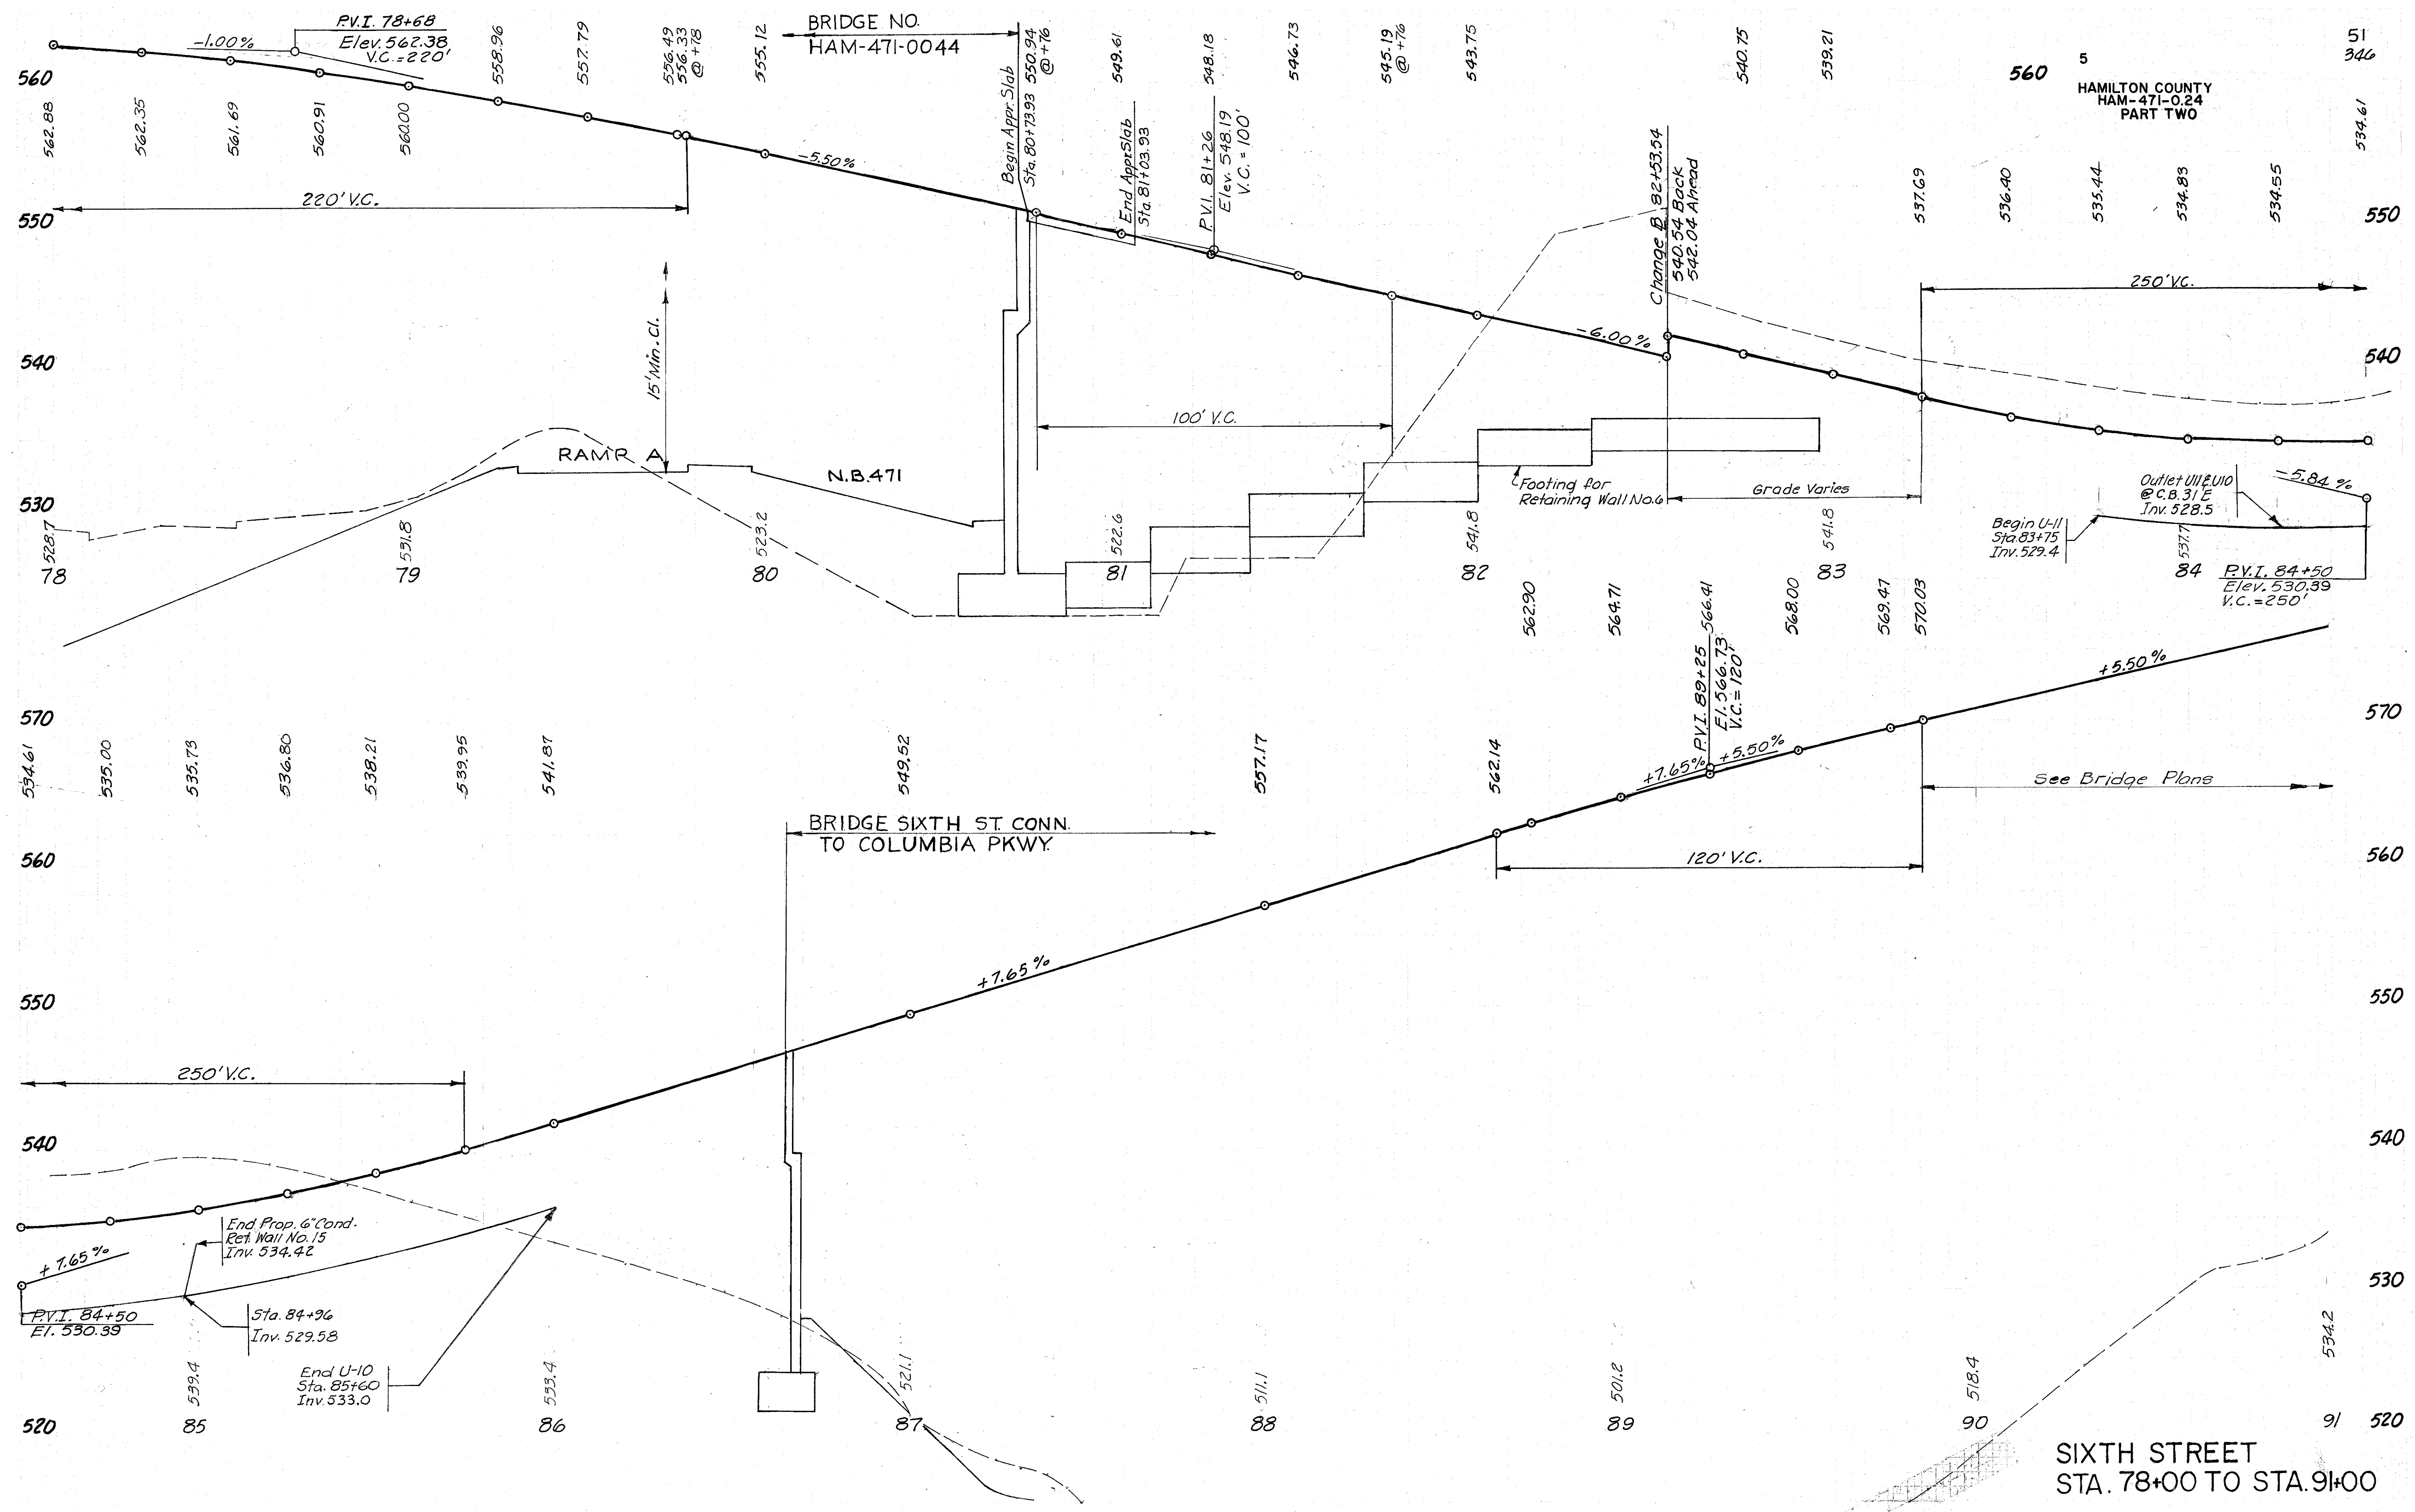 P.V.I. 78+68
Elev. 562.38
V.C.=220'
-1.00%
558.96
557.79
556.49
556.33
@ +78
555.12
BRIDGE NO.
HAM-471-0044
Begin Appr. Slab
Sta. 80+73.93
550.94
@ +76
549.61
End Appr. Slab
Sta. 81+03.93
548.18
P.V.I. 81+26
Elev. 548.19
V.C. = 100'
546.73
545.19
@ +76
543.75
Change B 82+53.54
540.54 Back
542.04 Ahead
540.75
539.21
560
5
51
346
HAMILTON COUNTY
HAM-471-0.24
PART TWO
560
562.88
562.35
561.69
560.91
560.00
-5.50%
537.69
536.40
535.44
534.83
534.55
534.61
220' V.C.
550
550
250' V.C.
15' Min. Cl.
-6.00%
540
540
100' V.C.
RAMP A
N.B. 471
Footing for
Retaining Wall No. 6
Grade Varies
Outlet U11 & U10
@ C.B. 31 E
Inv. 528.5
-5.84 %
530
Begin U-11
Sta. 83+75
Inv. 529.4
528.7
531.8
523.2
522.6
541.8
541.8
537.7
78
79
80
81
82
83
84
P.V.I. 84+50
Elev. 530.39
V.C.=250'
562.90
564.71
566.41
P.V.I. 89+25
El. 566.73
V.C.=120'
568.00
569.47
570.03
+5.50%
570
570
534.61
535.00
535.73
536.80
538.21
539.95
541.87
549.52
557.17
562.14
+7.65%
+5.50%
See Bridge Plans
BRIDGE SIXTH ST. CONN.
TO COLUMBIA PKWY.
560
560
120' V.C.
+7.65%
550
550
250' V.C.
540
540
End Prop. 6" Cond.
Ret. Wall No. 15
Inv. 534.42
+7.65%
530
P.V.I. 84+50
El. 530.39
Sta. 84+96
Inv. 529.58
End U-10
Sta. 85+60
Inv. 533.0
539.4
533.4
521.1
511.1
501.2
518.4
534.2
520
85
86
87
88
89
90
91
520
SIXTH STREET
STA. 78+00 TO STA. 91+00